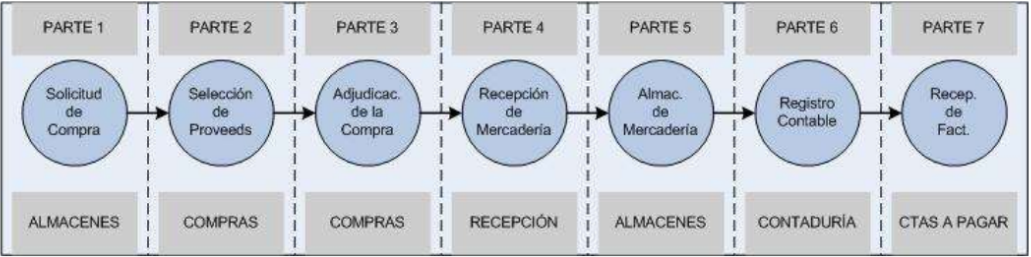 PARTE 1
PARTE 2
PARTE 3
PARTE 4
PARTE 5
PARTE 6
PARTE 7
Solicitud
de
Compra
Selección
de
Proveeds
Adjudicac.
de la
Compra
Recepción
de
Mercadería
Almac.
de
Mercadería
Registro
Contable
Recep.
de
Fact.
ALMACENES
COMPRAS
COMPRAS
RECEPCIÓN
ALMACENES
CONTADURÍA
CTAS A PAGAR